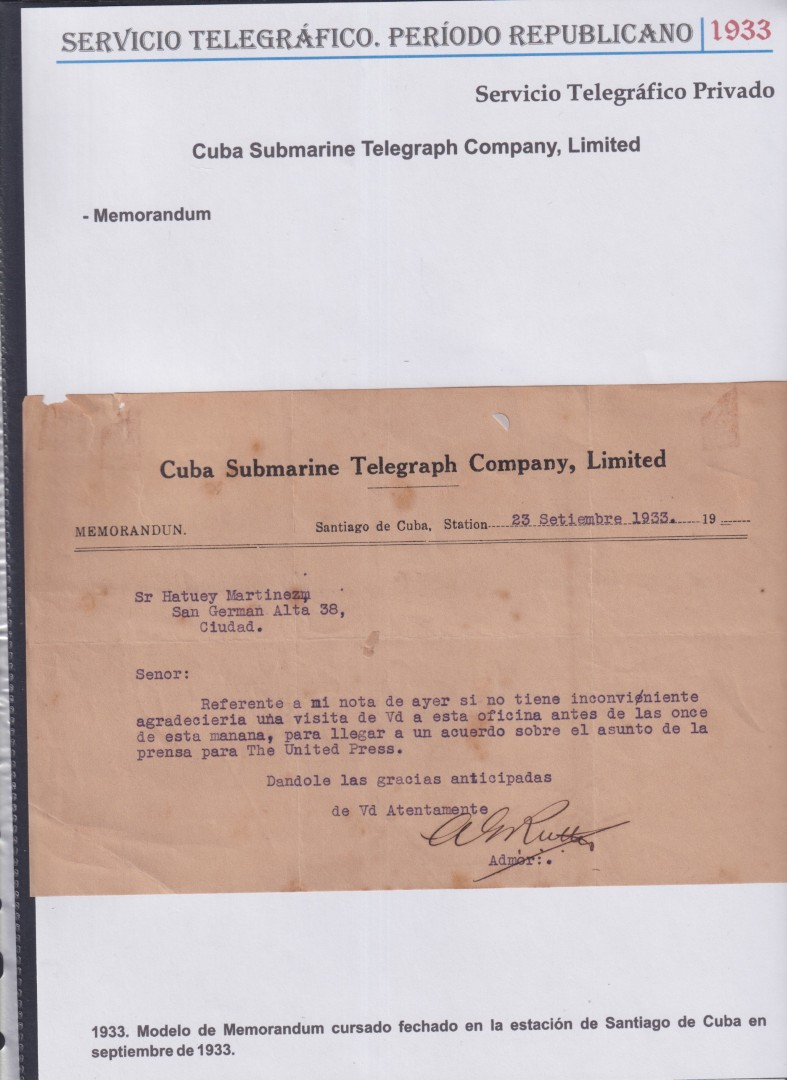 SERVICIO TELEGRÁFICO. PERÍODO REPUBLICANO 1933
Servicio Telegráfico Privado
Cuba Submarine Telegraph Company, Limited
- Memorandum
Cuba Submarine Telegraph Company, Limited
MEMORANDUN. Santiago de Cuba, Station 23 Setiembre 1933. 19
Sr Hatuey Martinezm
San German Alta 38,
Ciudad.
Senor:
Referente a mi nota de ayer si no tiene inconvieniente
agradecieria una visita de Vd a esta oficina antes de las once
de esta manana, para llegar a un acuerdo sobre el asunto de la
prensa para The United Press.
Dandole las gracias anticipadas
de Vd Atentamente
Admor:.
1933. Modelo de Memorandum cursado fechado en la estación de Santiago de Cuba en
septiembre de 1933.